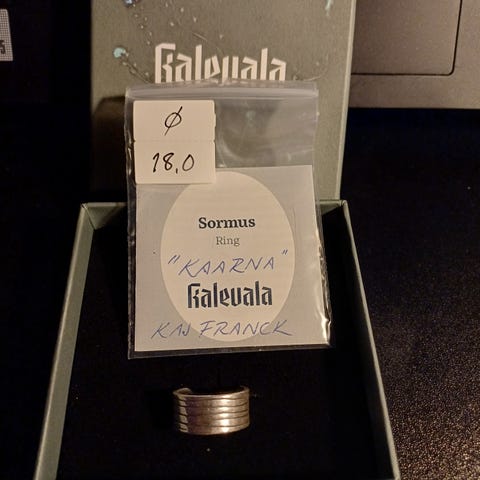 Kalevala
Ø
18,0
Sormus
Ring
"KAARNA"
Kalevala
KAJ FRANCK